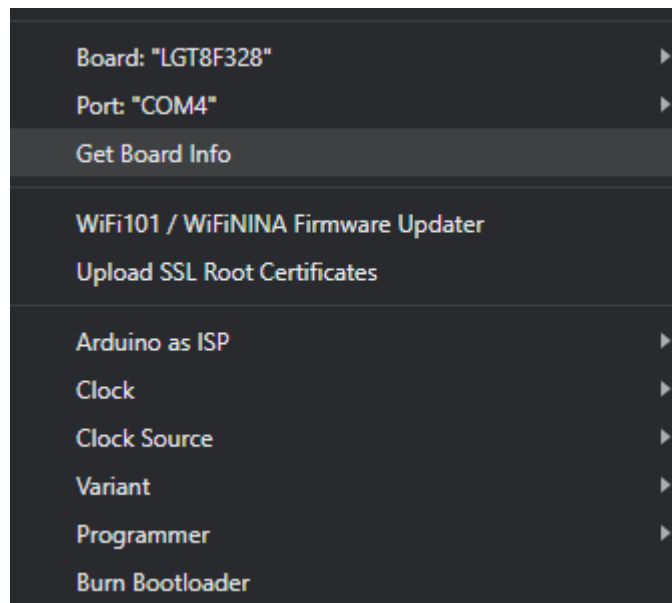 Board: "LGT8F328"
Port: "COM4"
Get Board Info
WiFi101 / WiFiNINA Firmware Updater
Upload SSL Root Certificates
Arduino as ISP
Clock
Clock Source
Variant
Programmer
Burn Bootloader